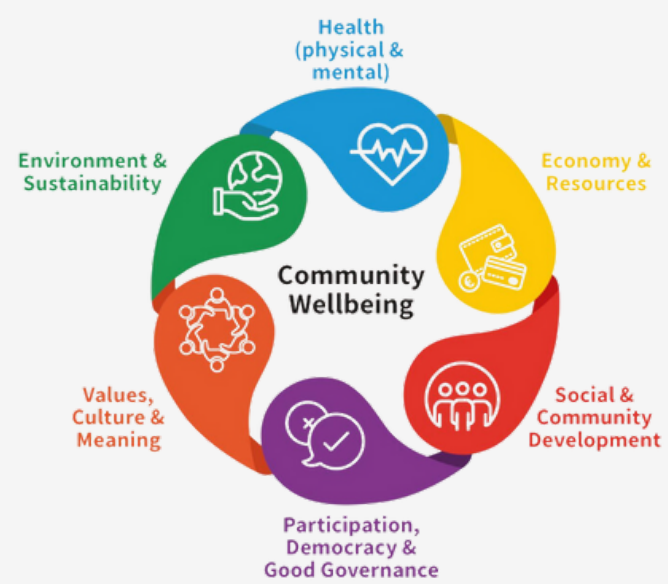 Health
(physical &
mental)
Environment &
Sustainability
Economy &
Resources
Community
Wellbeing
Values,
Culture &
Meaning
Social &
Community
Development
Participation,
Democracy &
Good Governance